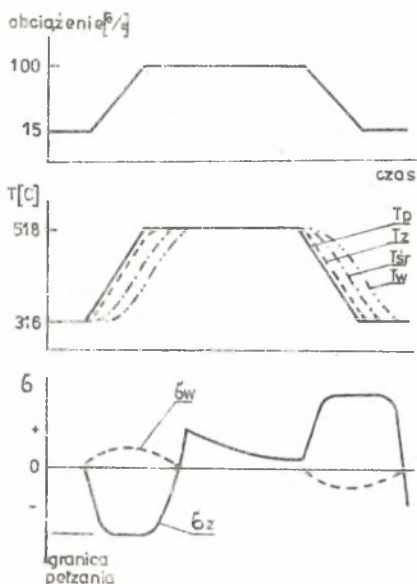 obciążenie[%]
100
15
czas
T[C]
518
Tp
Tz
Tśr
Tw
316
б
бw
+
0
-
бz
granica
pełzania